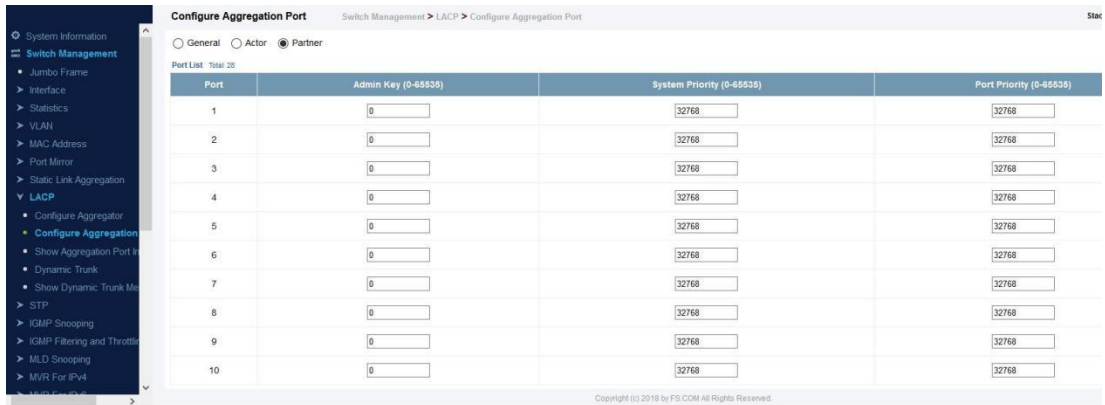 Configure Aggregation Port Switch Management > LACP > Configure Aggregation Port Stac
System Information
Switch Management
Jumbo Frame
Interface
Statistics
VLAN
MAC Address
Port Mirror
Static Link Aggregation
LACP
Configure Aggregator
Configure Aggregation
Show Aggregation Port In
Dynamic Trunk
Show Dynamic Trunk Me
STP
IGMP Snooping
IGMP Filtering and Throttlin
MLD Snooping
MVR For IPv4
General Actor Partner
Port List Total 28
Port Admin Key (0-65535) System Priority (0-65535) Port Priority (0-65535)
1 0 32768 32768
2 0 32768 32768
3 0 32768 32768
4 0 32768 32768
5 0 32768 32768
6 0 32768 32768
7 0 32768 32768
8 0 32768 32768
9 0 32768 32768
10 0 32768 32768
Copyright (c) 2018 by FS.COM All Rights Reserved.